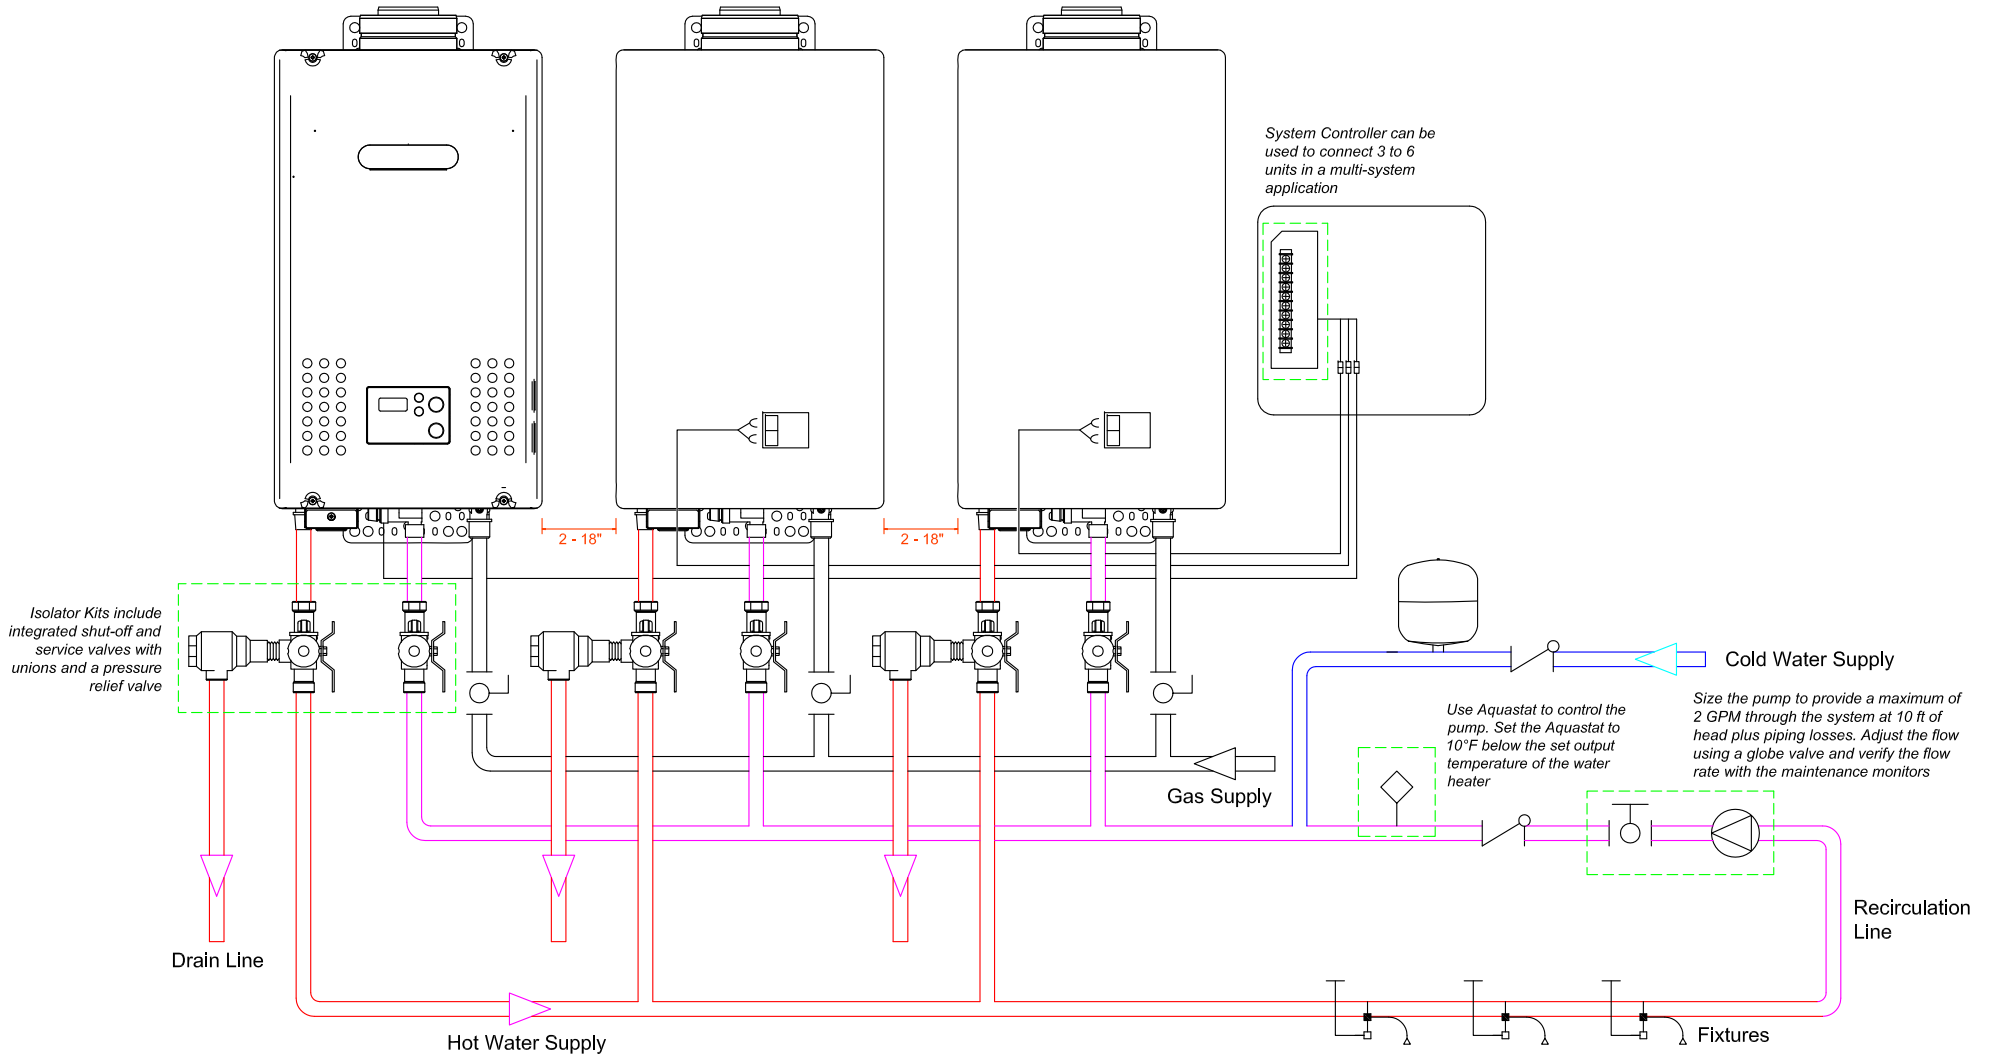 System Controller can be
used to connect 3 to 6
units in a multi-system
application
2 - 18"
2 - 18"
Isolator Kits include
integrated shut-off and
service valves with
unions and a pressure
relief valve
Cold Water Supply
Use Aquastat to control the
pump. Set the Aquastat to
10°F below the set output
temperature of the water
heater
Size the pump to provide a maximum of
2 GPM through the system at 10 ft of
head plus piping losses. Adjust the flow
using a globe valve and verify the flow
rate with the maintenance monitors
Gas Supply
Recirculation
Line
Drain Line
Hot Water Supply
Fixtures